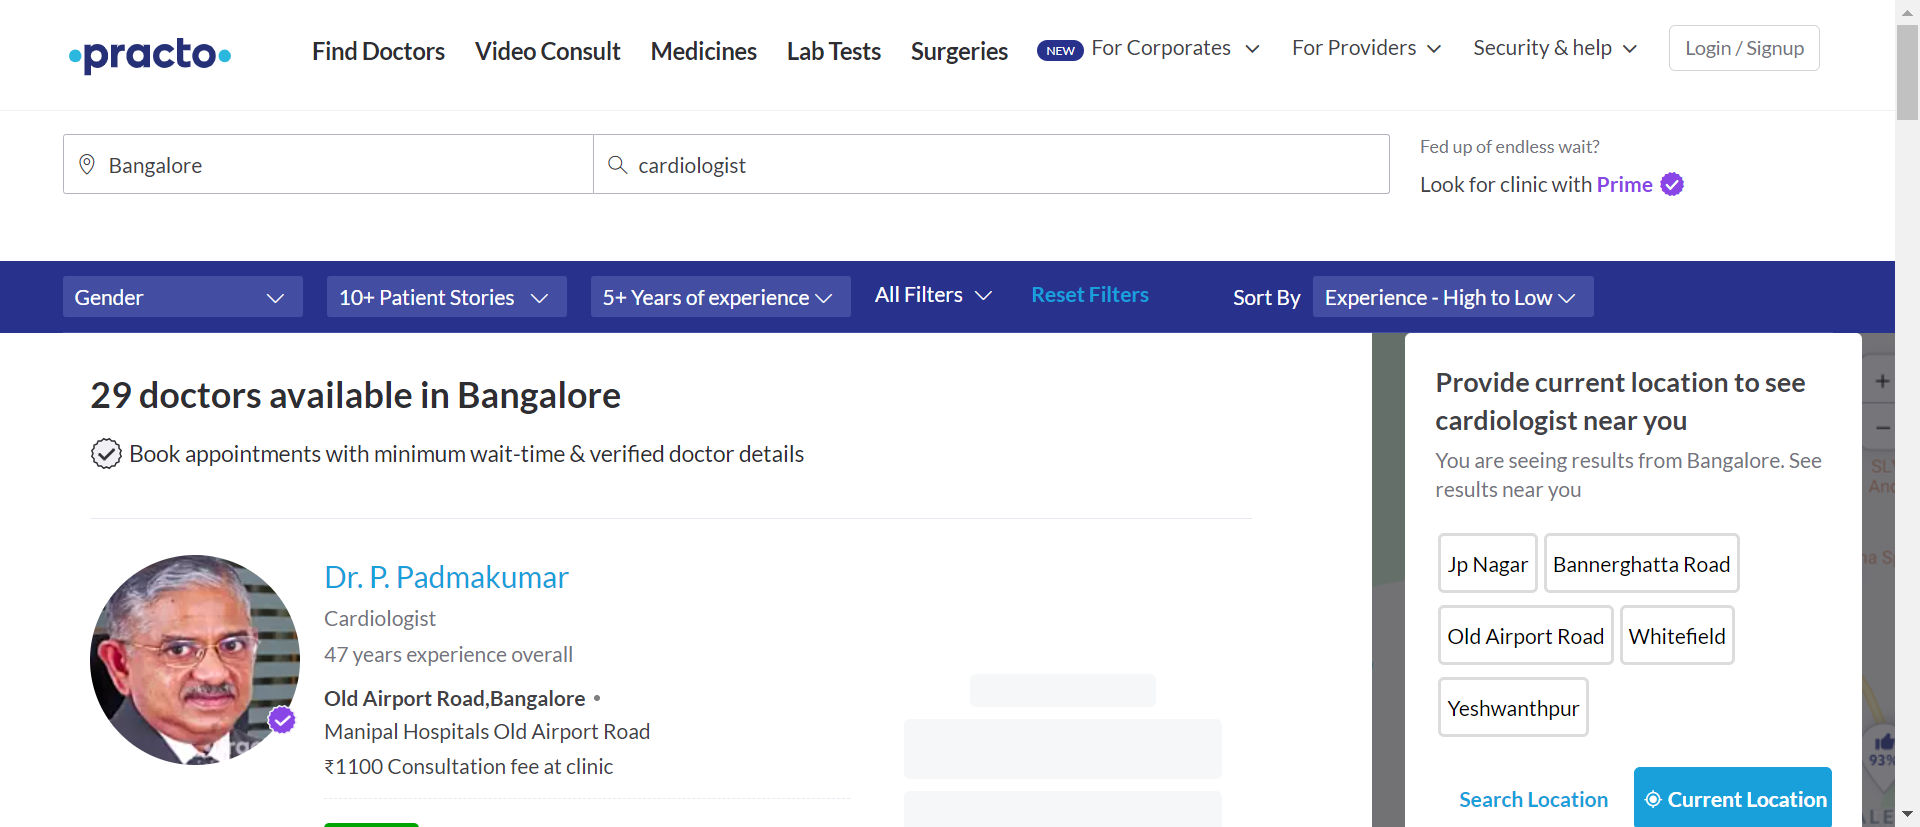 practo
Find Doctors
Video Consult
Medicines
Lab Tests
Surgeries
NEW
For Corporates
For Providers
Security & help
Login / Signup
Bangalore
cardiologist
Fed up of endless wait?
Look for clinic with Prime
Gender
10+ Patient Stories
5+ Years of experience
All Filters
Reset Filters
Sort By
Experience - High to Low
29 doctors available in Bangalore
Book appointments with minimum wait-time & verified doctor details
Dr. P. Padmakumar
Cardiologist
47 years experience overall
Old Airport Road,Bangalore •
Manipal Hospitals Old Airport Road
₹1100 Consultation fee at clinic
Provide current location to see
cardiologist near you
You are seeing results from Bangalore. See
results near you
Jp Nagar
Bannerghatta Road
Old Airport Road
Whitefield
Yeshwanthpur
Search Location
Current Location
+
−
93%